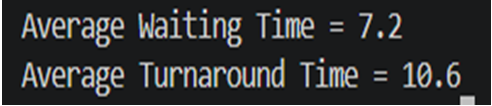 Average Waiting Time = 7.2
Average Turnaround Time = 10.6